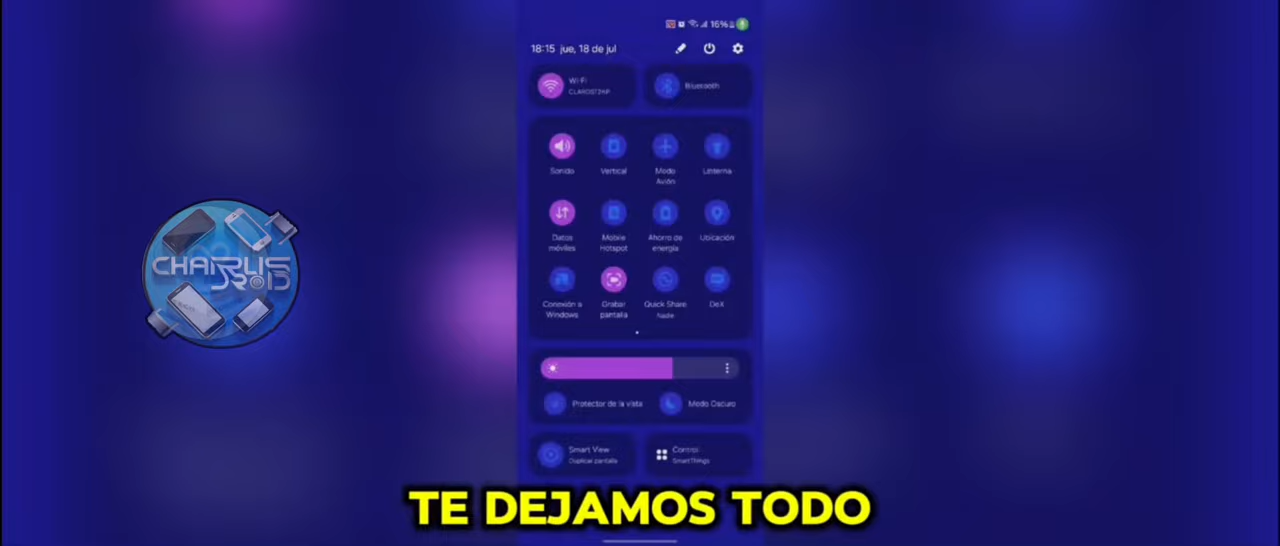 16%
18:15 jue, 18 de jul
Wi-Fi
Bluetooth
Sonido
Vertical
Modo
Avión
Linterna
Datos
móviles
Mobile
Hotspot
Ahorro de
energía
Ubicación
Conexión a
Windows
Grabar
pantalla
Quick Share
Nadie
DeX
Protector de la vista
Modo Oscuro
Smart View
Duplicar pantalla
Control
SmartThings
CHARLIS
DROID
TE DEJAMOS TODO